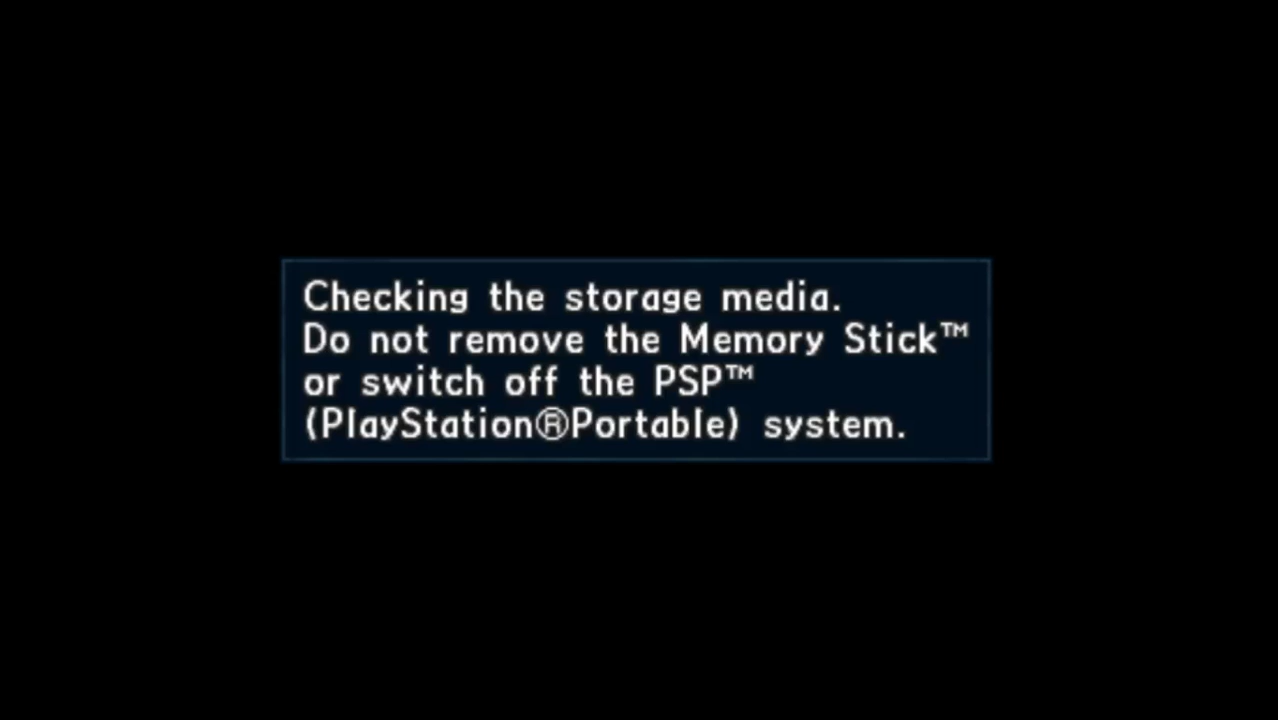 Checking the storage media.
Do not remove the Memory Stick™
or switch off the PSP™
(PlayStation®Portable) system.